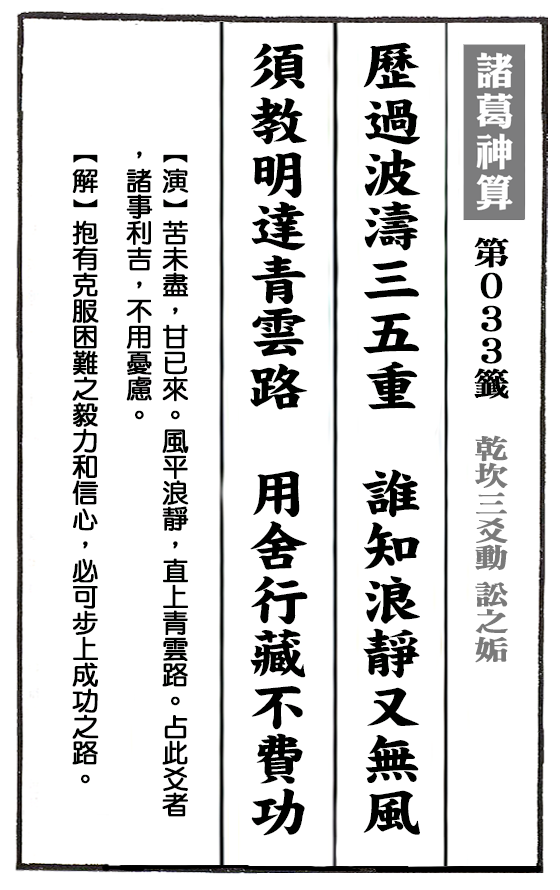 諸葛神算 第033籤 乾坎三爻動 訟之姤
歷過波濤三五重 誰知浪靜又無風
須教明達青雲路 用舍行藏不費功
【演】苦未盡，甘已來。風平浪靜，直上青雲路。占此爻者
，諸事利吉，不用憂慮。
【解】抱有克服困難之毅力和信心，必可步上成功之路。